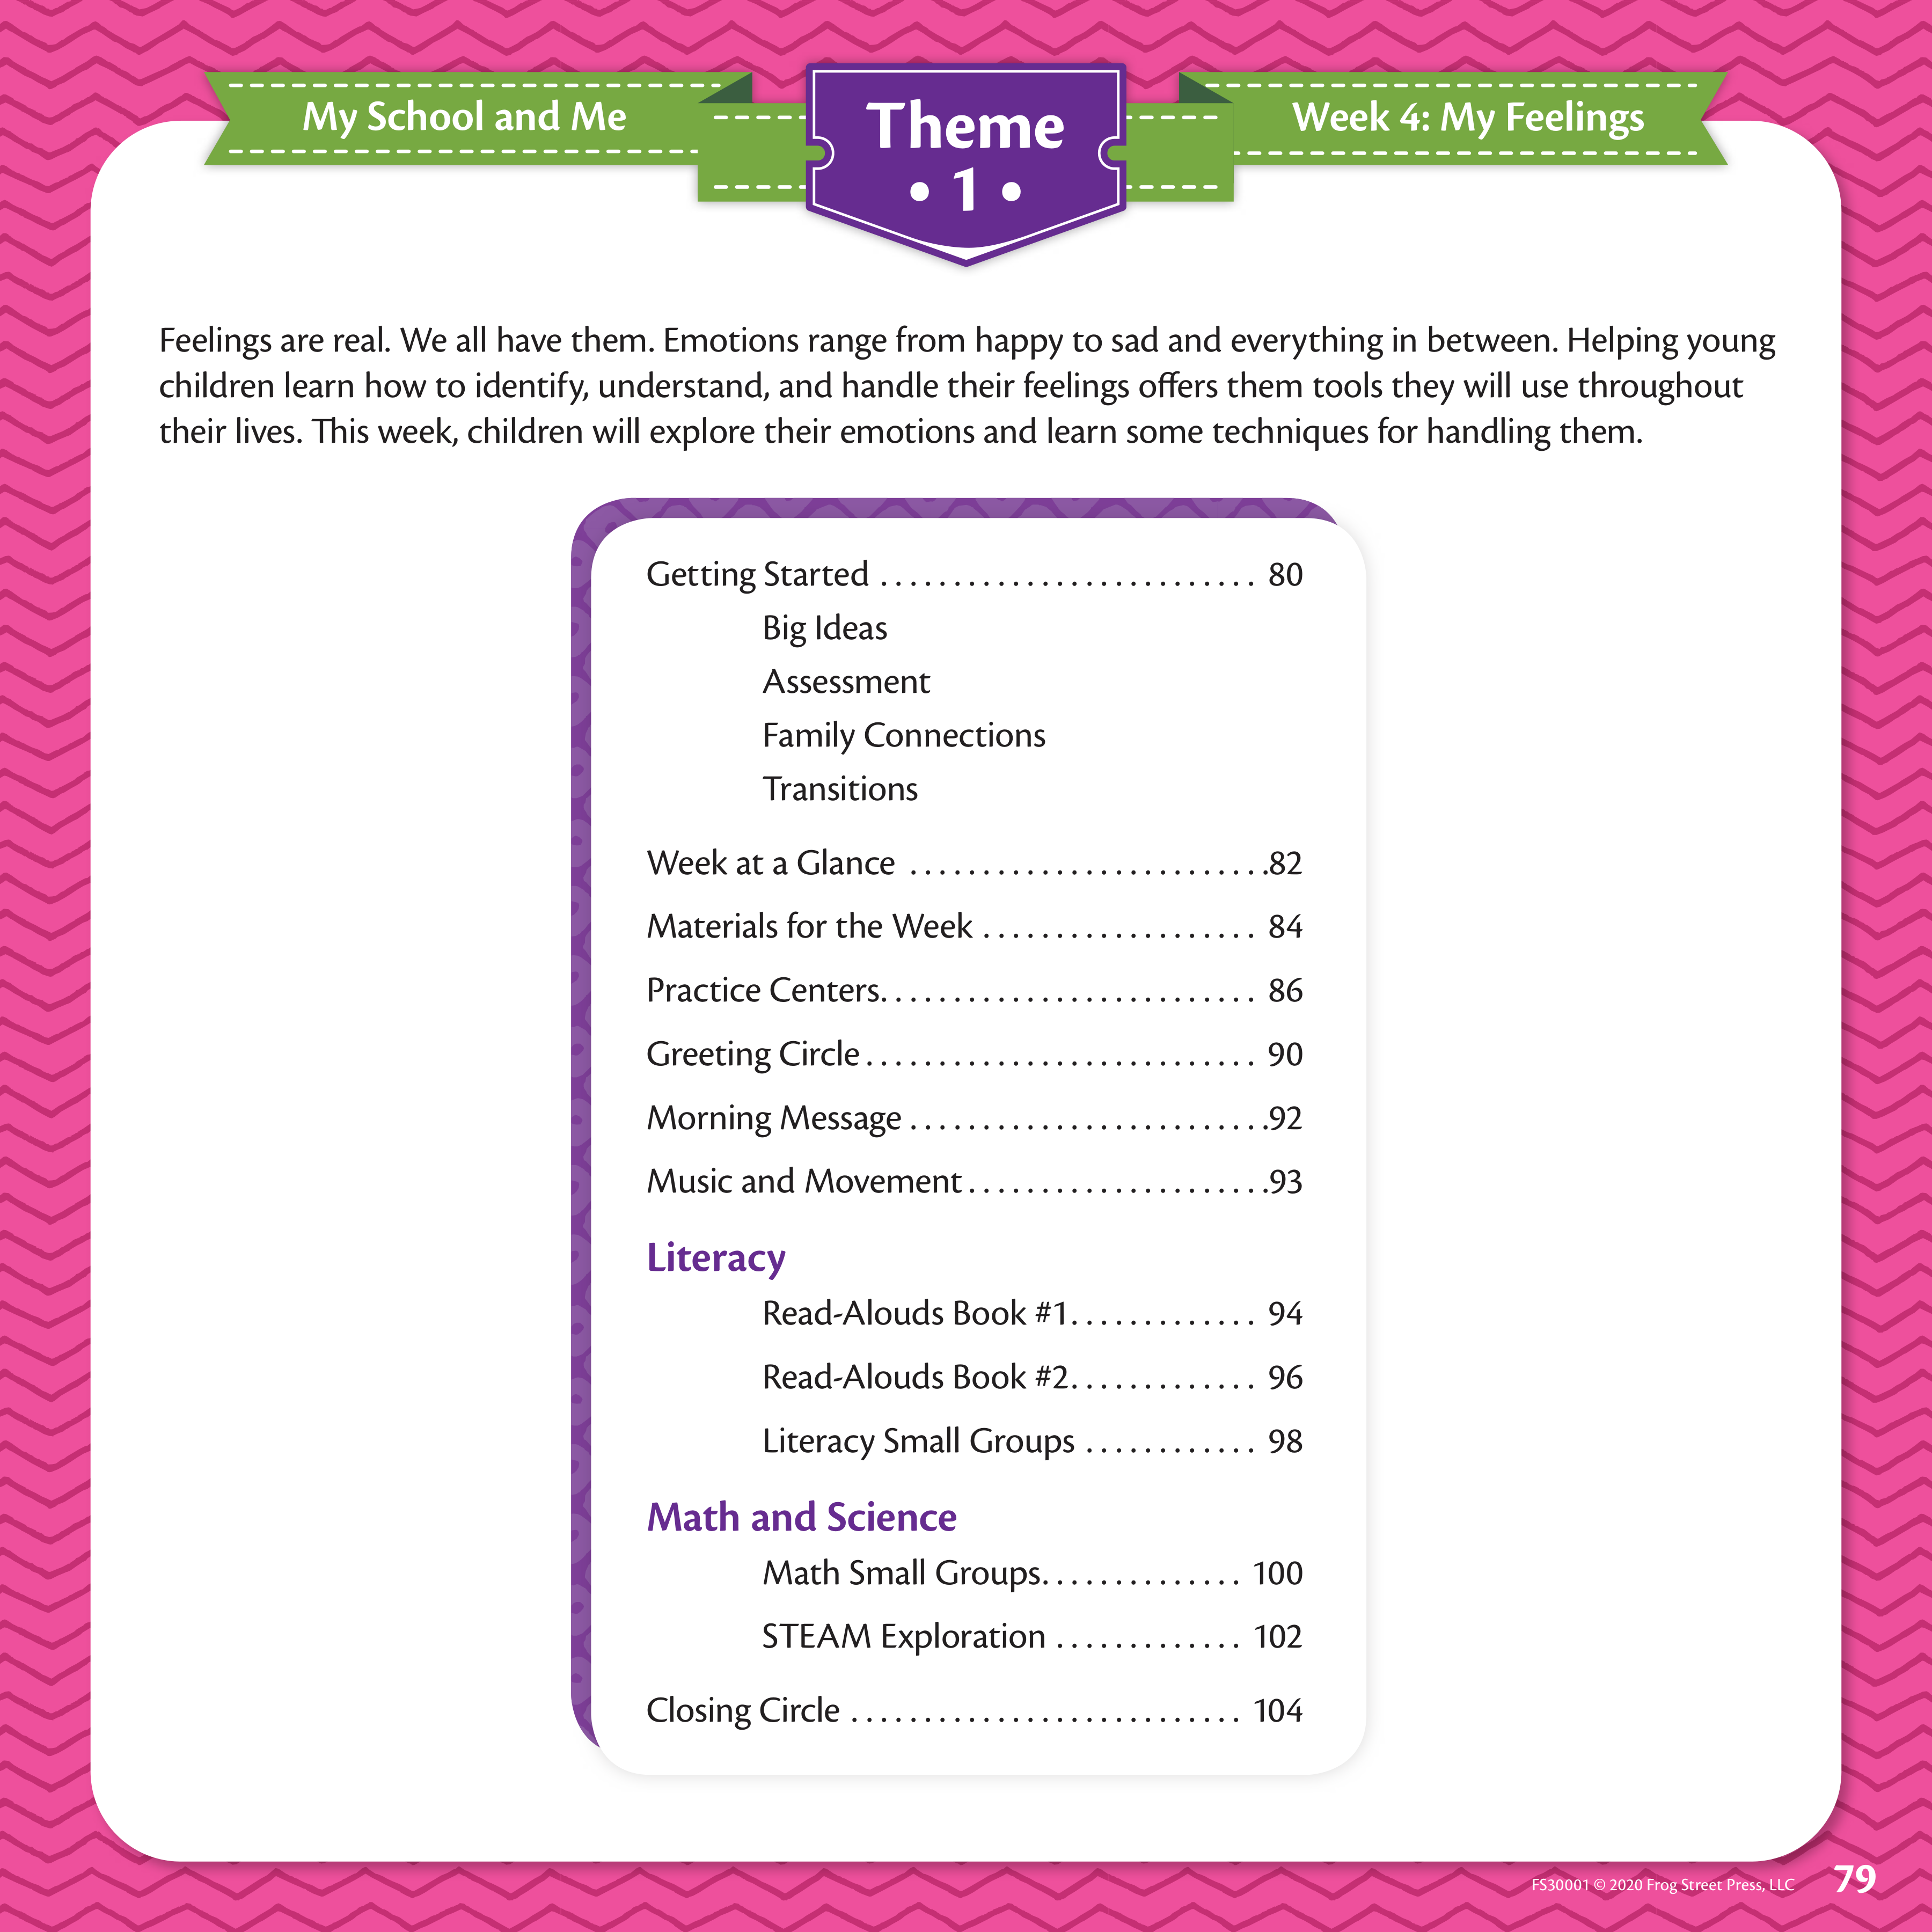 My School and Me
Theme
• 1 •
Week 4: My Feelings
Feelings are real. We all have them. Emotions range from happy to sad and everything in between. Helping young
children learn how to identify, understand, and handle their feelings offers them tools they will use throughout
their lives. This week, children will explore their emotions and learn some techniques for handling them.
Getting Started . . . . . . . . . . . . . . . . . . . . . . . . . . 80
Big Ideas
Assessment
Family Connections
Transitions
Week at a Glance . . . . . . . . . . . . . . . . . . . . . . . . .82
Materials for the Week . . . . . . . . . . . . . . . . . . . 84
Practice Centers. . . . . . . . . . . . . . . . . . . . . . . . . . 86
Greeting Circle . . . . . . . . . . . . . . . . . . . . . . . . . . . 90
Morning Message . . . . . . . . . . . . . . . . . . . . . . . . .92
Music and Movement . . . . . . . . . . . . . . . . . . . . .93
Literacy
Read-Alouds Book #1. . . . . . . . . . . . . 94
Read-Alouds Book #2. . . . . . . . . . . . . 96
Literacy Small Groups . . . . . . . . . . . . 98
Math and Science
Math Small Groups. . . . . . . . . . . . . . 100
STEAM Exploration . . . . . . . . . . . . . 102
Closing Circle . . . . . . . . . . . . . . . . . . . . . . . . . . . 104
FS30001 © 2020 Frog Street Press, LLC 79